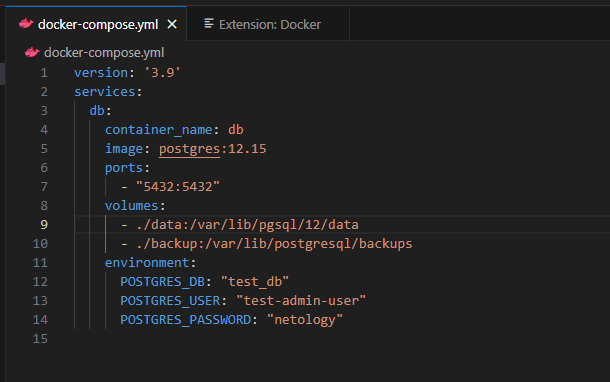 docker-compose.yml Extension: Docker
docker-compose.yml
1 version: '3.9'
2 services:
3   db:
4     container_name: db
5     image: postgres:12.15
6     ports:
7       - "5432:5432"
8     volumes:
9       - ./data:/var/lib/pgsql/12/data
10       - ./backup:/var/lib/postgresql/backups
11     environment:
12       POSTGRES_DB: "test_db"
13       POSTGRES_USER: "test-admin-user"
14       POSTGRES_PASSWORD: "netology"
15